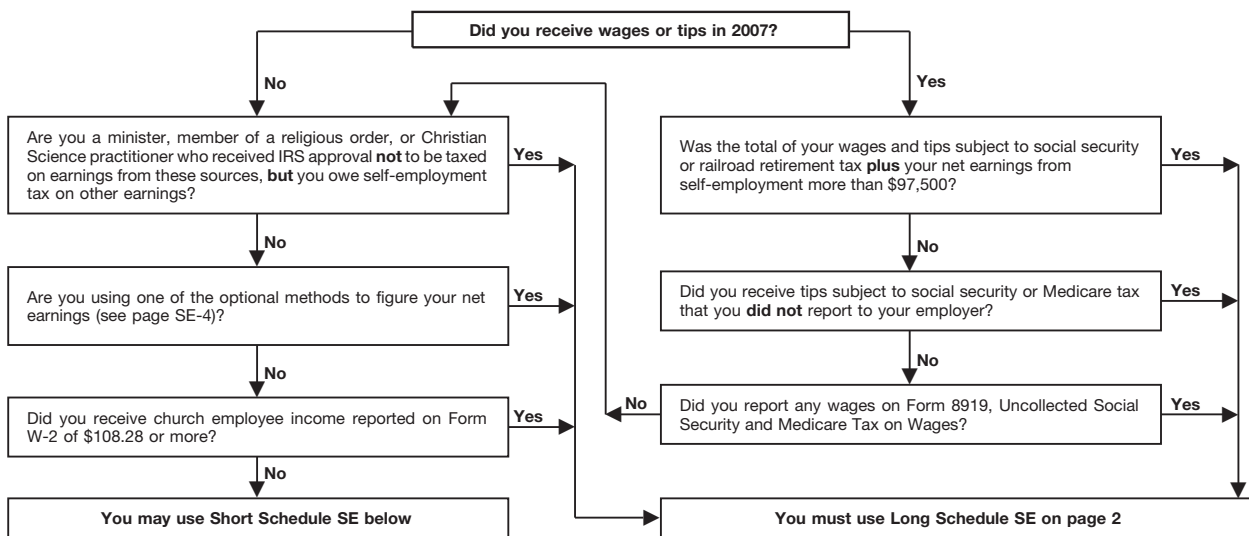 Did you receive wages or tips in 2007?
No
Yes
Are you a minister, member of a religious order, or Christian
Science practitioner who received IRS approval not to be taxed
on earnings from these sources, but you owe self-employment
tax on other earnings?
Yes
Was the total of your wages and tips subject to social security
or railroad retirement tax plus your net earnings from
self-employment more than $97,500?
Yes
No
No
Are you using one of the optional methods to figure your net
earnings (see page SE-4)?
Yes
Did you receive tips subject to social security or Medicare tax
that you did not report to your employer?
Yes
No
No
Did you receive church employee income reported on Form
W-2 of $108.28 or more?
Yes
No
Did you report any wages on Form 8919, Uncollected Social
Security and Medicare Tax on Wages?
Yes
No
You may use Short Schedule SE below
You must use Long Schedule SE on page 2